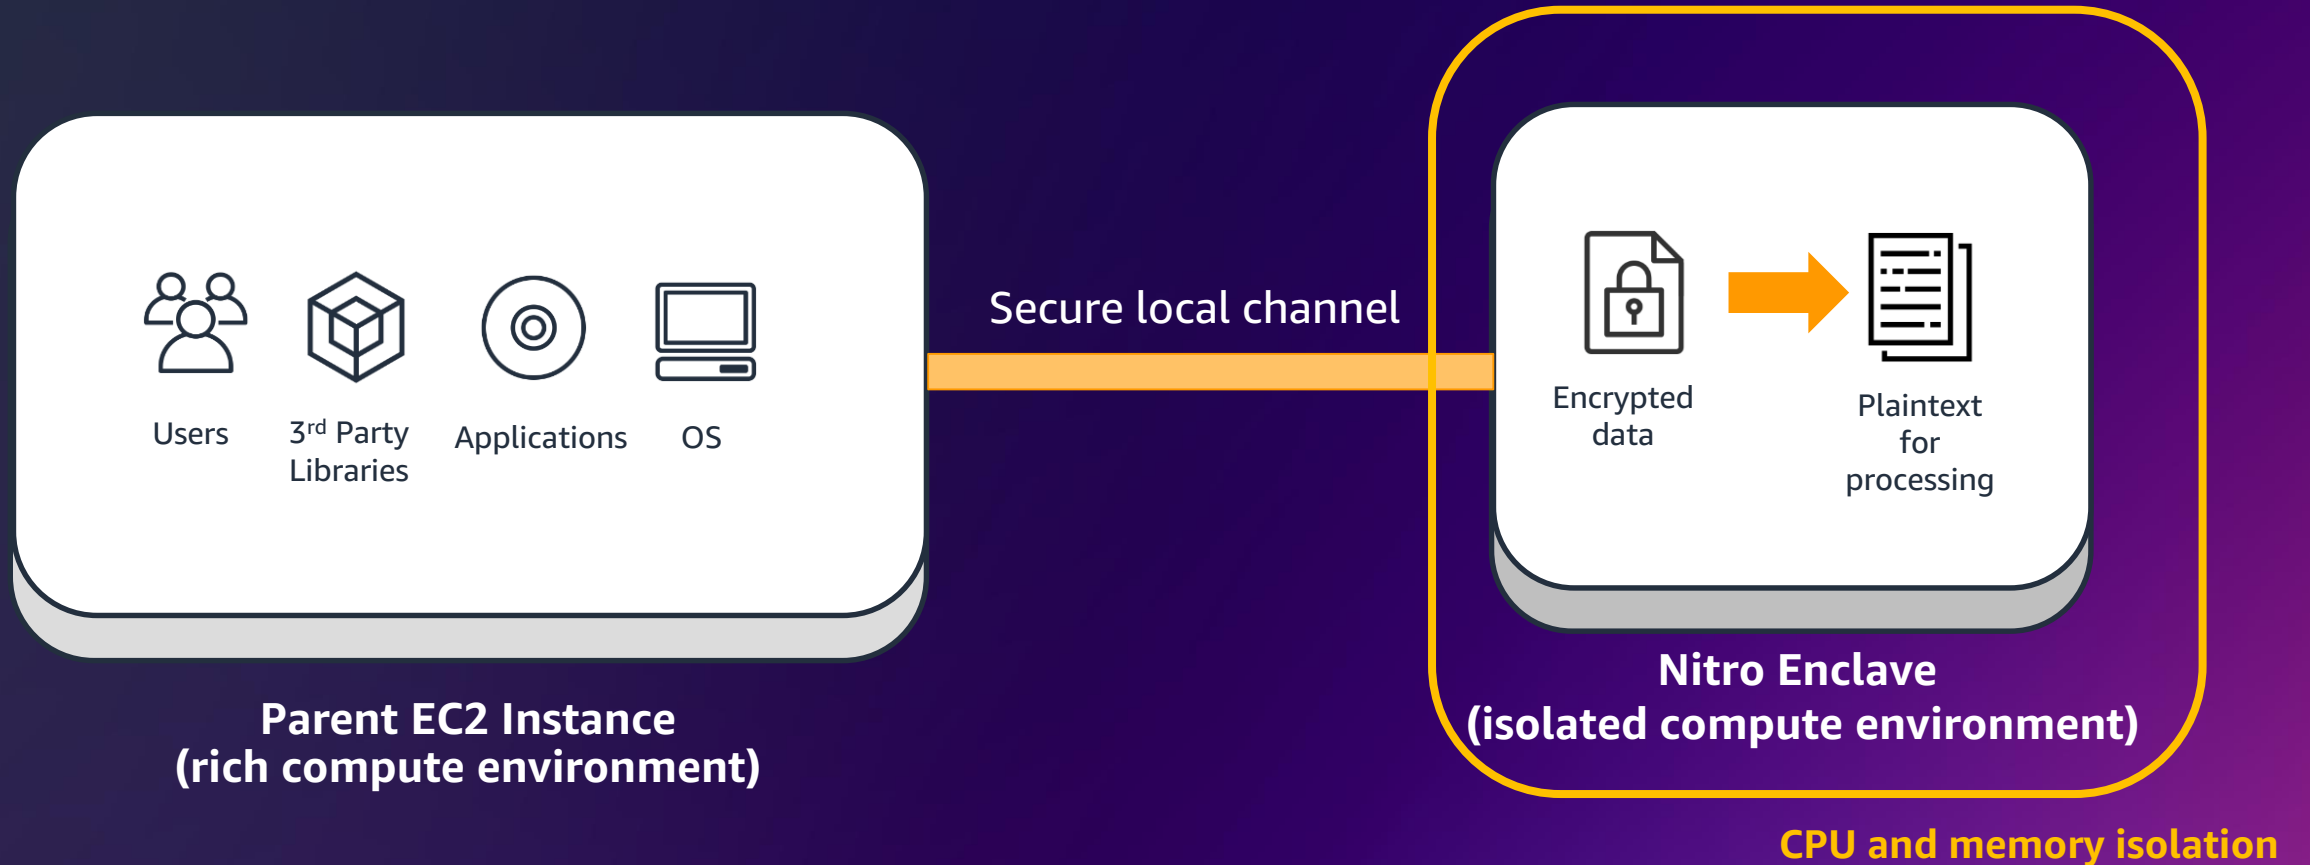 Users
3rd Party
Libraries
Applications
OS
Secure local channel
Encrypted
data
Plaintext
for
processing
Parent EC2 Instance
(rich compute environment)
Nitro Enclave
(isolated compute environment)
CPU and memory isolation